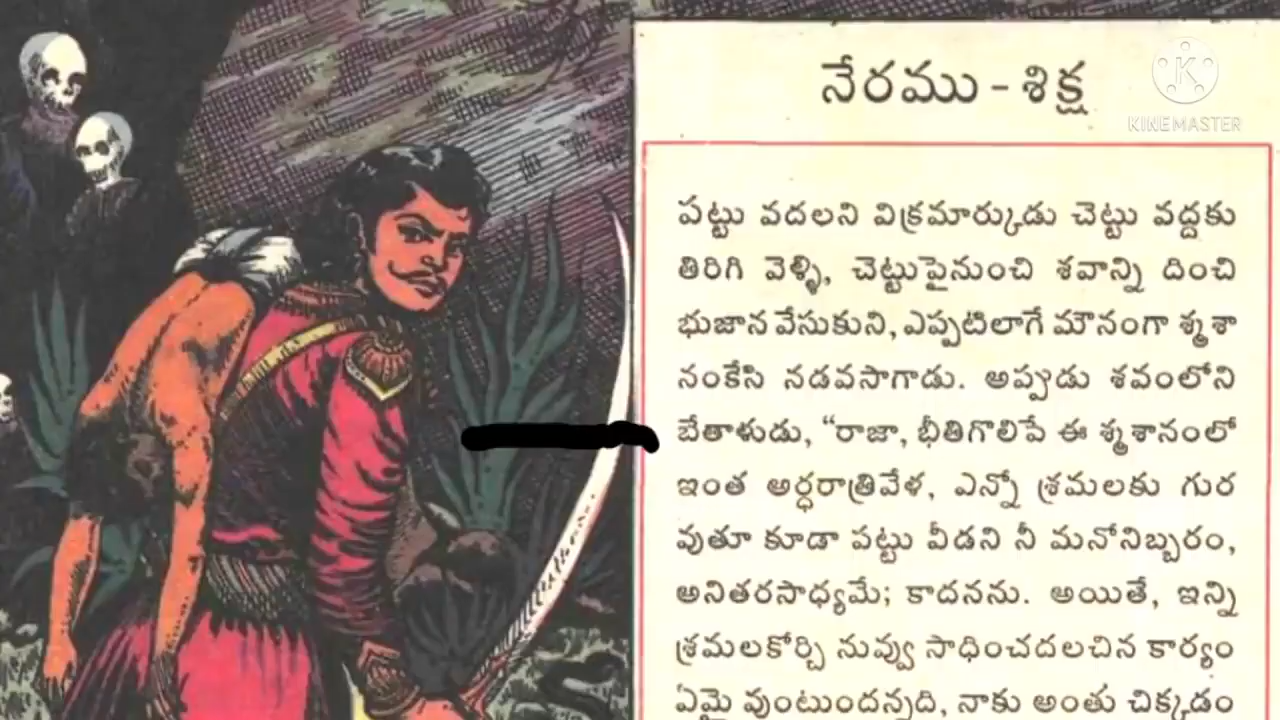 నేరము - శిక్ష
KINEMASTER
పట్టు వదలని విక్రమార్కుడు చెట్టు వద్దకు
తిరిగి వెళ్ళి, చెట్టుపైనుంచి శవాన్ని దించి
భుజాన వేసుకుని, ఎప్పటిలాగే మౌనంగా శ్మశా
నంకేసి నడవసాగాడు. అప్పుడు శవంలోని
బేతాళుడు, “రాజా, భీతిగొలిపే ఈ శ్మశానంలో
ఇంత అర్ధరాత్రివేళ, ఎన్నో శ్రమలకు గుర
వుతూ కూడా పట్టు వీడని నీ మనోనిబ్బరం,
అనితరసాధ్యమే; కాదనను. అయితే, ఇన్ని
శ్రమలకోర్చి నువ్వు సాధించదలచిన కార్యం
ఏమై వుంటుందన్నది, నాకు అంతు చిక్కడం